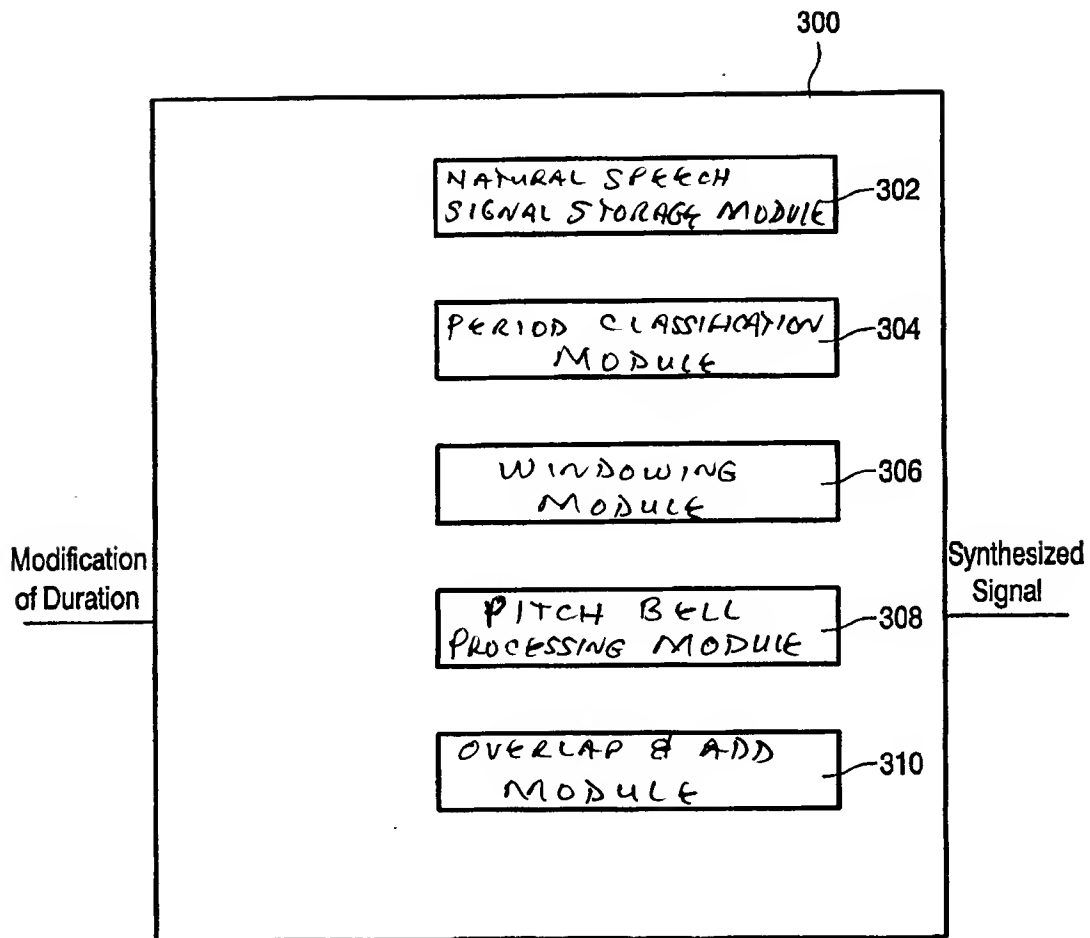 300
NATURAL SPEECH
SIGNAL STORAGE MODULE
302
PERIOD CLASSIFICATION
MODULE
304
WINDOWING
MODULE
306
Modification
of Duration
Synthesized
Signal
PITCH BELL
PROCESSING MODULE
308
OVERLAP & ADD
MODULE
310